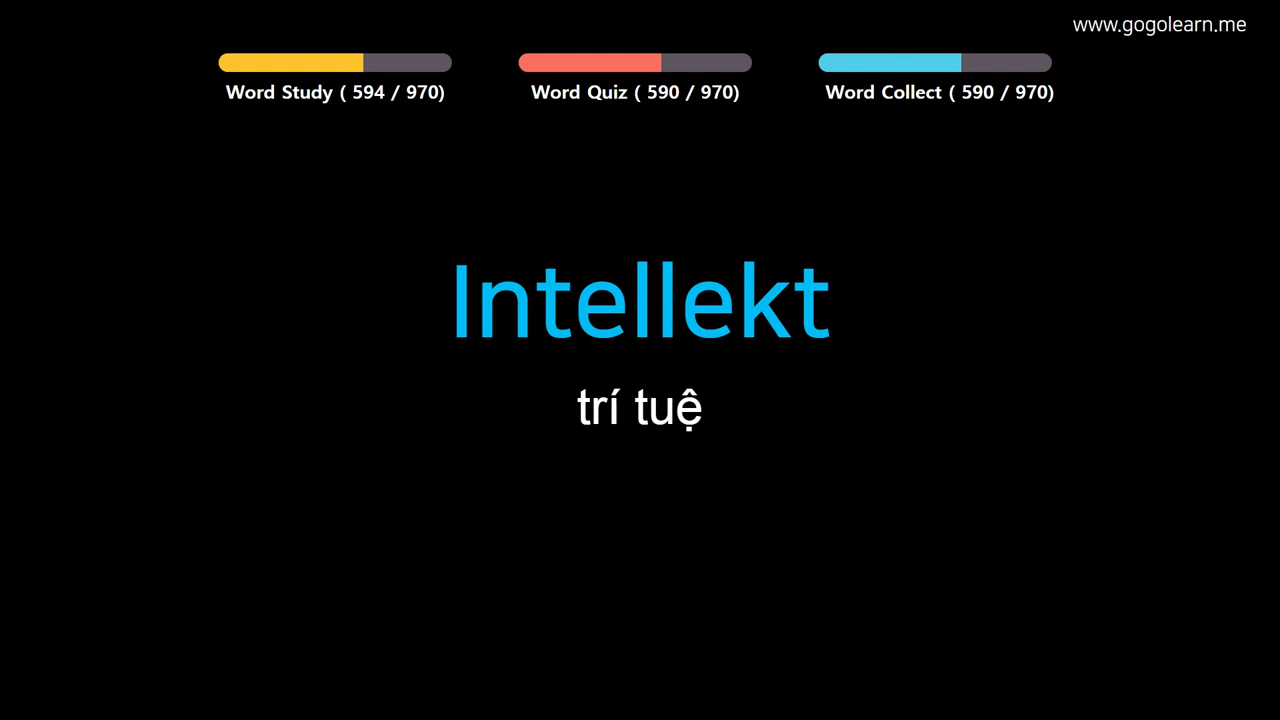 www.gogolearn.me
Word Study ( 594 / 970)
Word Quiz ( 590 / 970)
Word Collect ( 590 / 970)
Intellekt
trí tuệ